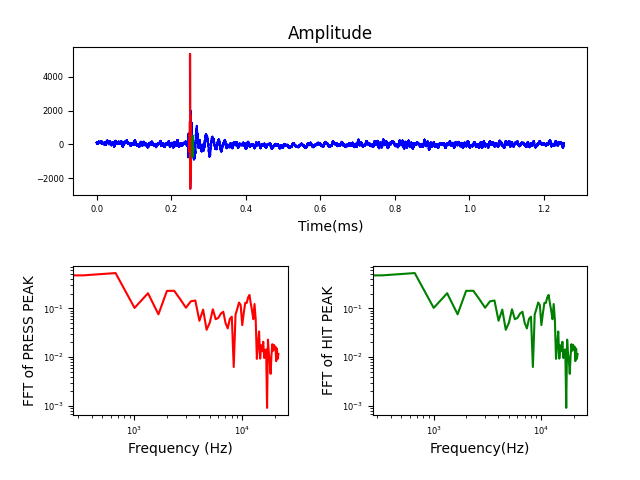 Amplitude
4000
2000
0
−2000
0.0 0.2 0.4 0.6 0.8 1.0 1.2
Time(ms)
FFT of PRESS PEAK
10⁻¹
10⁻²
10⁻³
10³ 10⁴
Frequency (Hz)
FFT of HIT PEAK
10⁻¹
10⁻²
10⁻³
10³ 10⁴
Frequency(Hz)